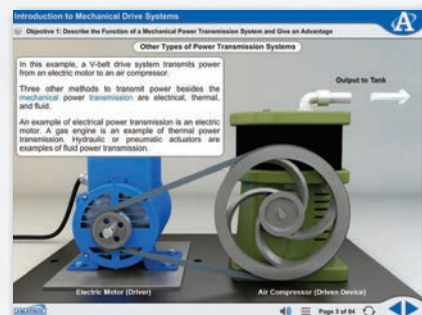 Introduction to Mechanical Drive Systems
Objective 1: Describe the Function of a Mechanical Power Transmission System and Give an Advantage
Other Types of Power Transmission Systems
In this example, a V-belt drive system transmits power
from an electric motor to an air compressor.
Three other methods to transmit power besides the
mechanical power transmission are electrical, thermal,
and fluid.
An example of electrical power transmission is an electric
motor. A gas engine is an example of thermal power
transmission. Hydraulic or pneumatic actuators are
examples of fluid power transmission.
Output to Tank
Electric Motor (Driver)
Air Compressor (Driven Device)
AMATROL
Page 3 of 84